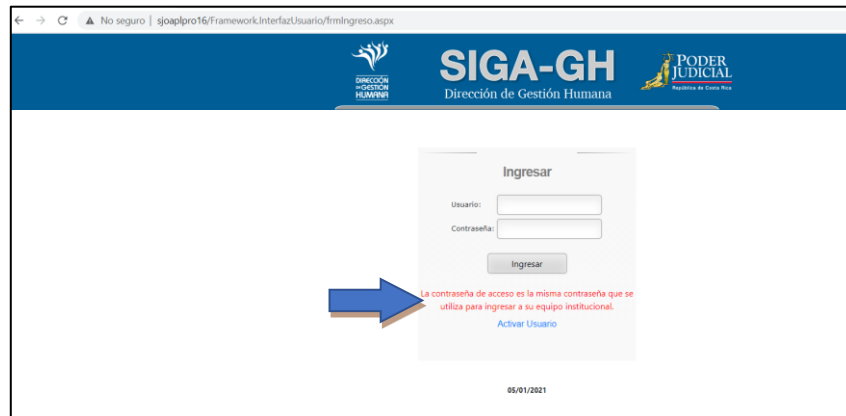 No seguro | sjoaplpro16/Framework.InterfazUsuario/frmIngreso.aspx
DIRECCIÓN
DE GESTIÓN
HUMANA
SIGA-GH
Dirección de Gestión Humana
PODER
JUDICIAL
República de Costa Rica
Ingresar
Usuario:
Contraseña:
Ingresar
La contraseña de acceso es la misma contraseña que se
utiliza para ingresar a su equipo institucional.
Activar Usuario
05/01/2021